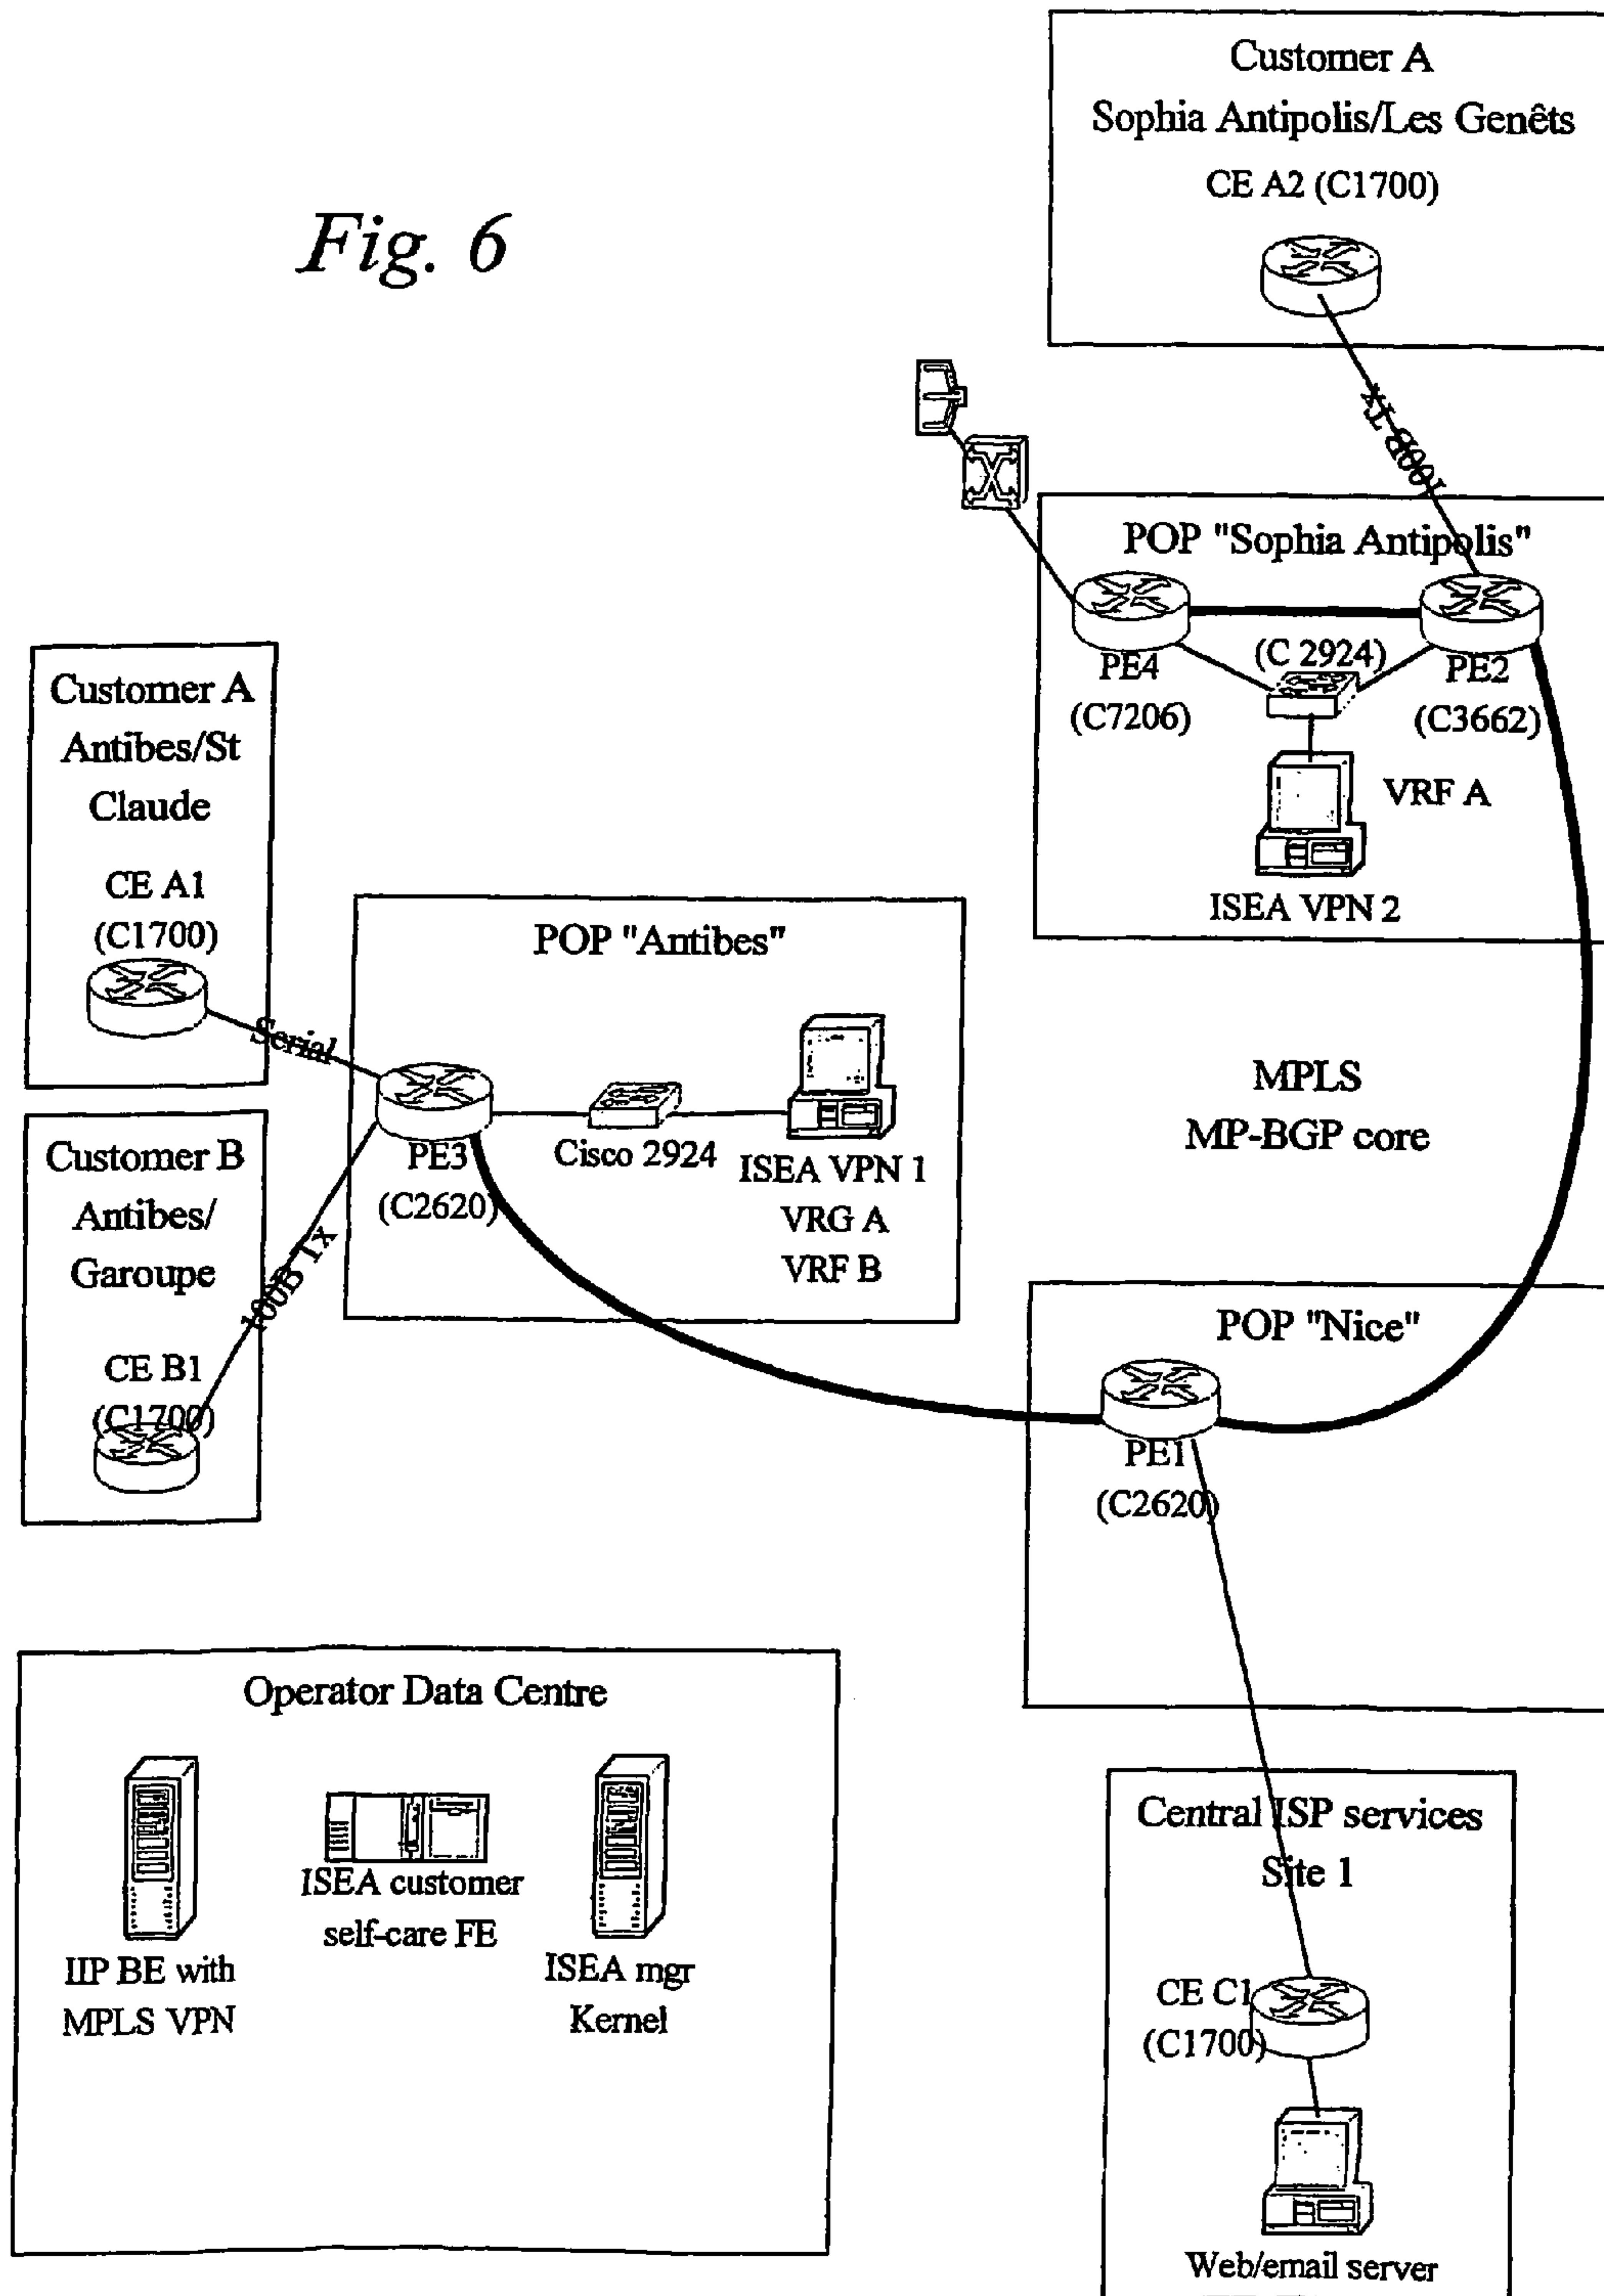 Fig. 6
Customer A
Sophia Antipolis/Les Genêts
CE A2 (C1700)
100B Tx
POP "Sophia Antipolis"
PE4
(C7206)
(C 2924)
PE2
(C3662)
VRF A
ISEA VPN 2
Customer A
Antibes/St
Claude
CE A1
(C1700)
Serial
POP "Antibes"
PE3
(C2620)
Cisco 2924
ISEA VPN 1
VRG A
VRF B
Customer B
Antibes/
Garoupe
CE B1
(C1700)
100B Tx
MPLS
MP-BGP core
POP "Nice"
PE1
(C2620)
Operator Data Centre
IIP BE with
MPLS VPN
ISEA customer
self-care FE
ISEA mgr
Kernel
Central ISP services
Site 1
CE C1
(C1700)
Web/email server